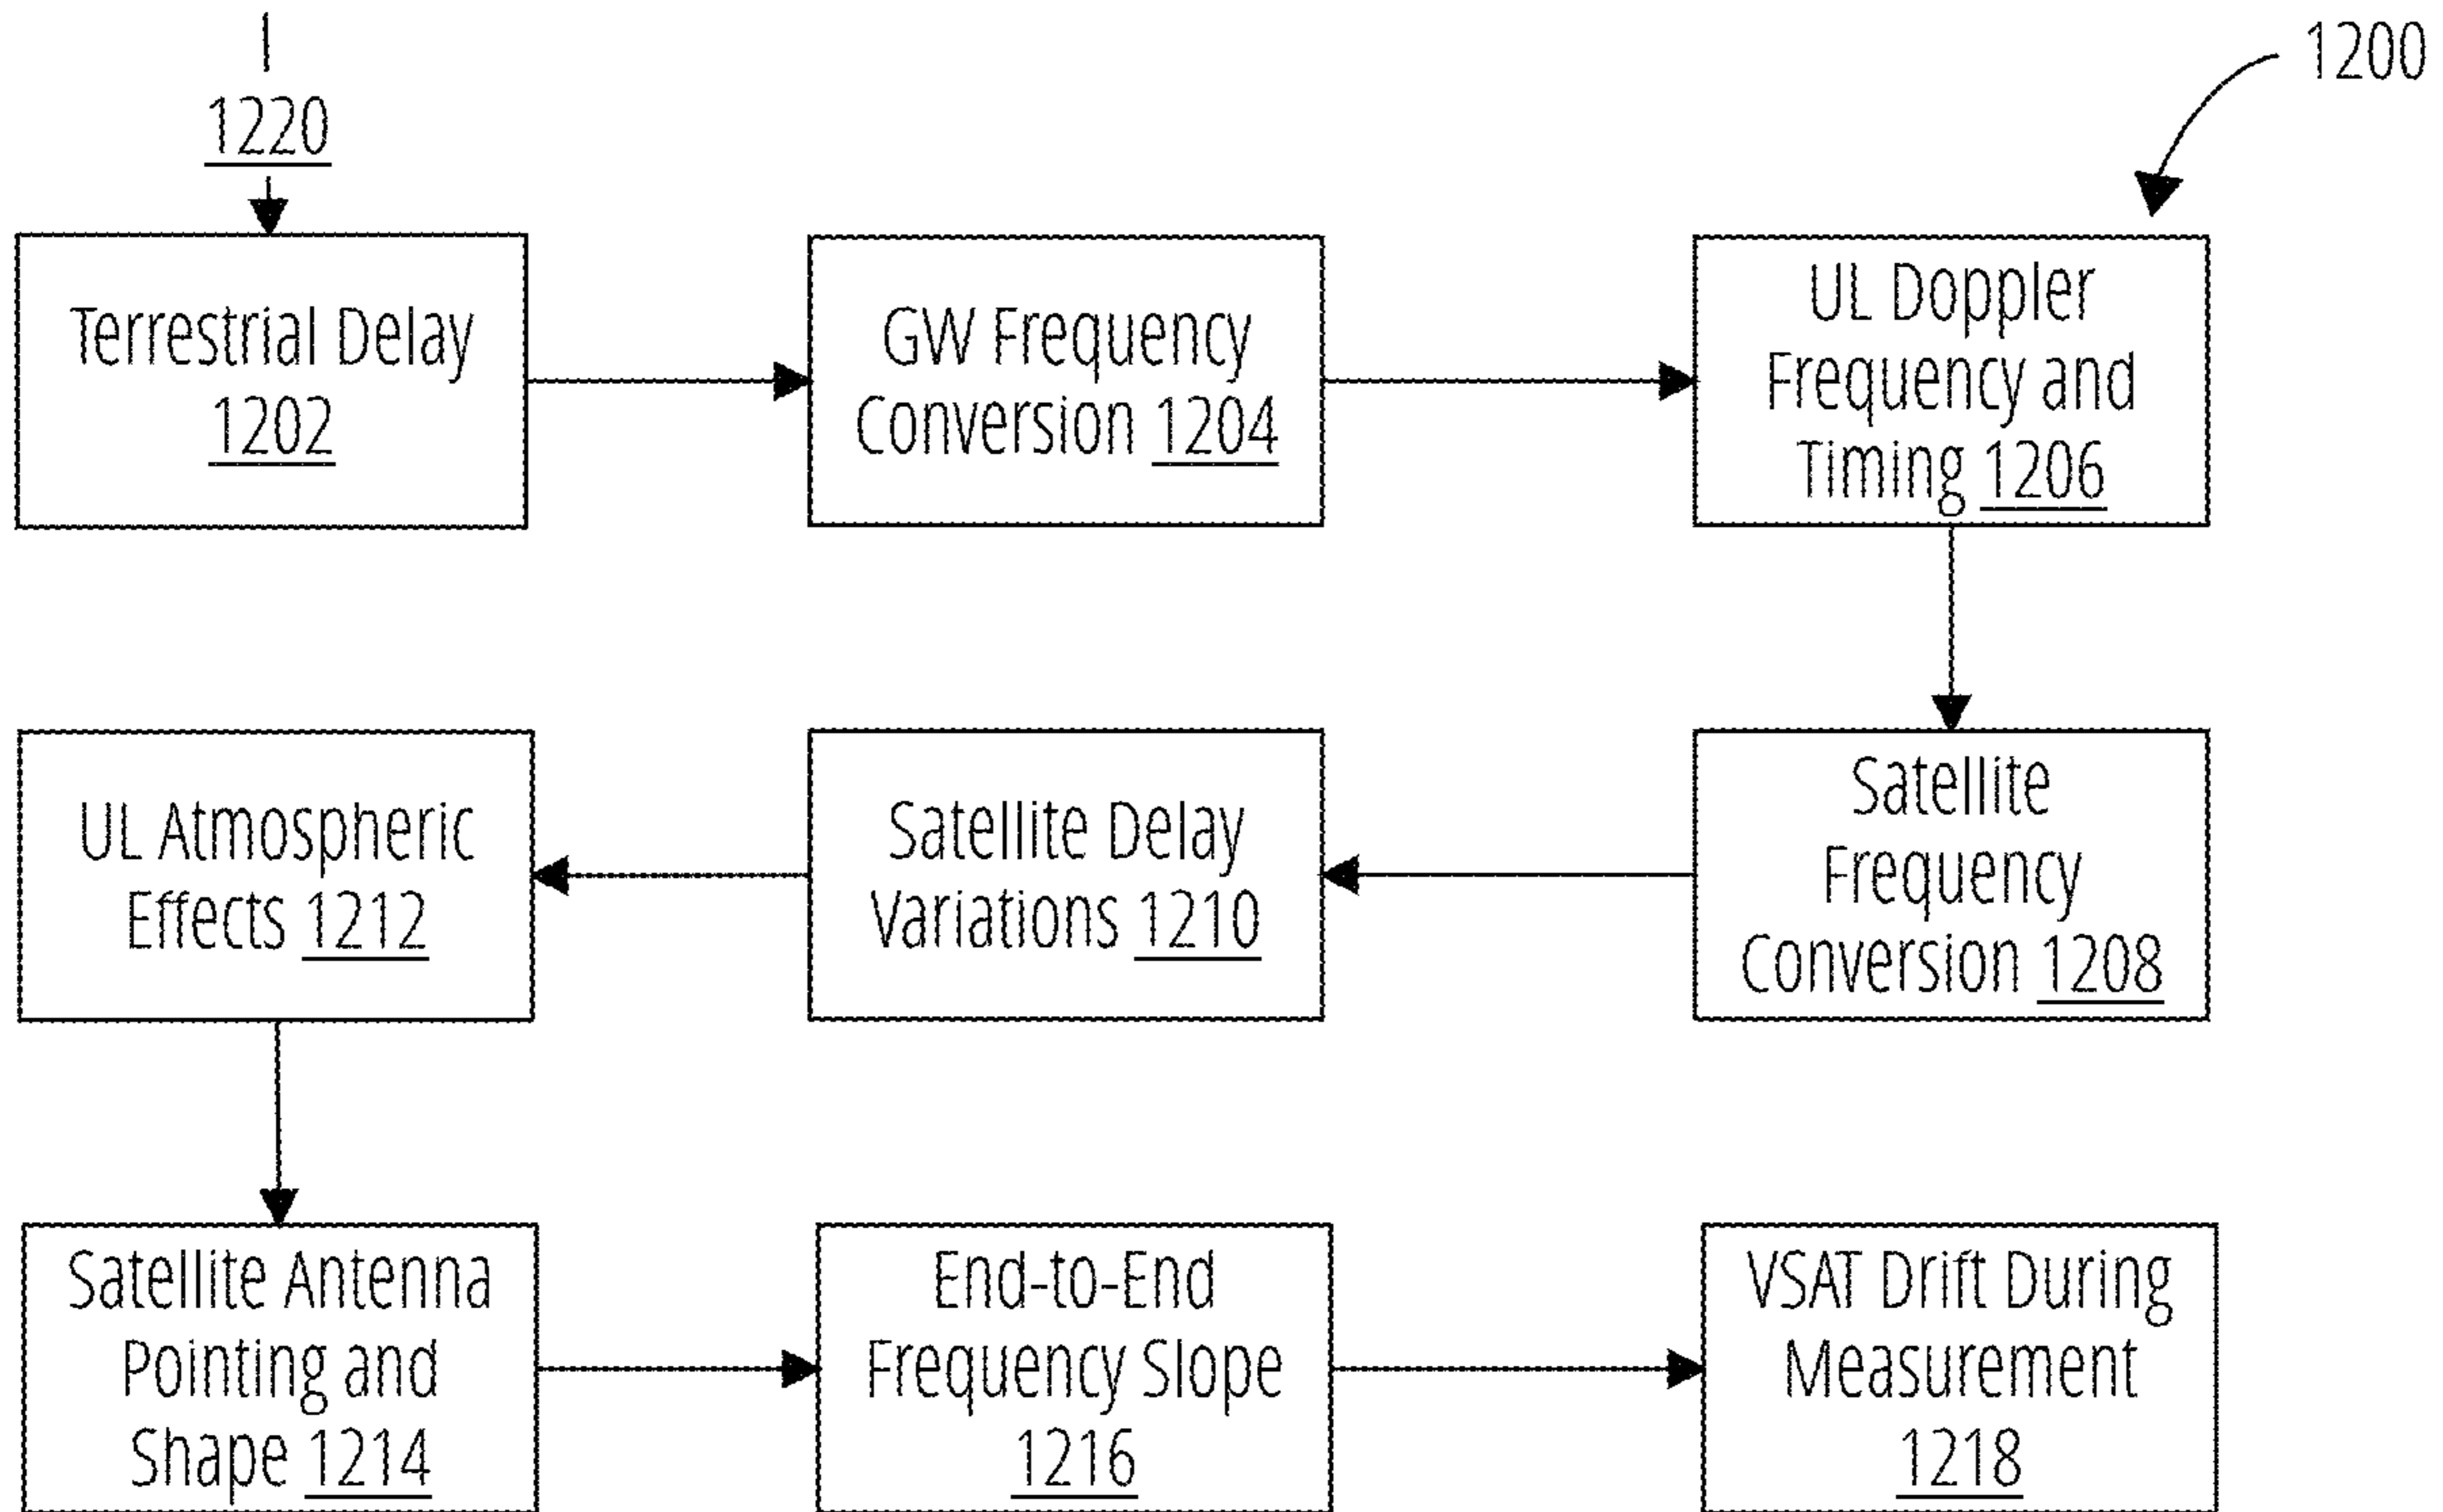 1200
1220
Terrestrial Delay
1202
GW Frequency
Conversion 1204
UL Doppler
Frequency and
Timing 1206
UL Atmospheric
Effects 1212
Satellite Delay
Variations 1210
Satellite
Frequency
Conversion 1208
Satellite Antenna
Pointing and
Shape 1214
End-to-End
Frequency Slope
1216
VSAT Drift During
Measurement
1218